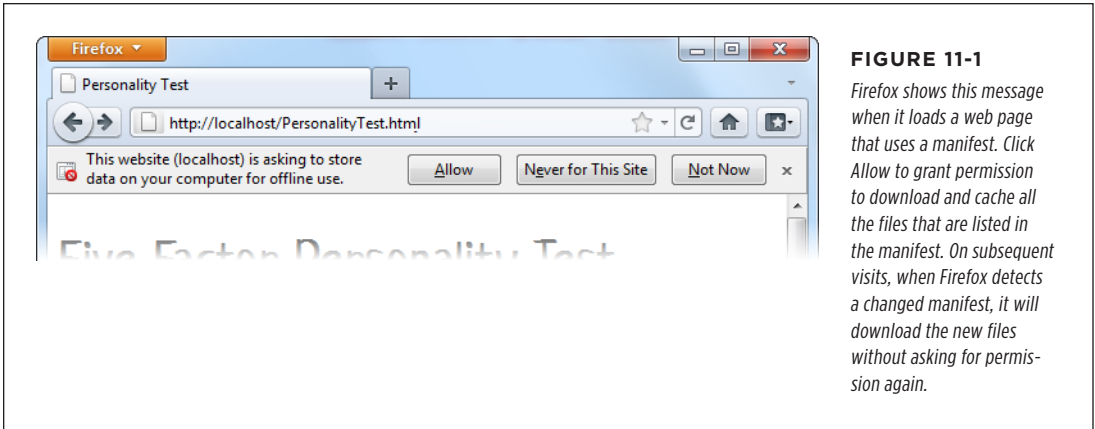 Firefox
Personality Test
http://localhost/PersonalityTest.html
This website (localhost) is asking to store
data on your computer for offline use.
Allow
Never for This Site
Not Now
Five Factor Personality Test
FIGURE 11-1
Firefox shows this message
when it loads a web page
that uses a manifest. Click
Allow to grant permission
to download and cache all
the files that are listed in
the manifest. On subsequent
visits, when Firefox detects
a changed manifest, it will
download the new files
without asking for permis-
sion again.